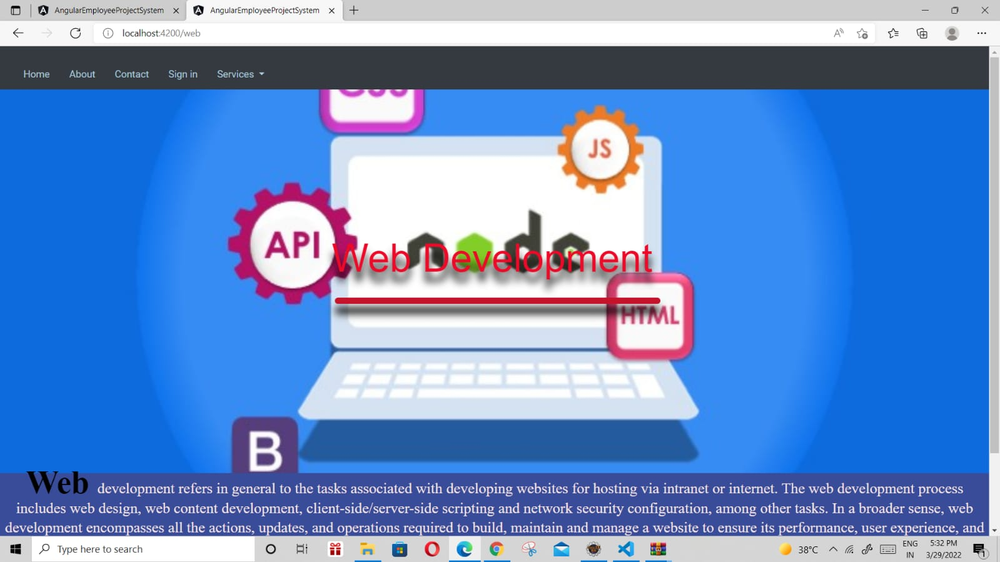 AngularEmployeeProjectSystem
AngularEmployeeProjectSystem
localhost:4200/web
Home About Contact Sign in Services
CSS
JS
API
node
Web Development
HTML
B
Web development refers in general to the tasks associated with developing websites for hosting via intranet or internet. The web development process
includes web design, web content development, client-side/server-side scripting and network security configuration, among other tasks. In a broader sense, web
development encompasses all the actions, updates, and operations required to build, maintain and manage a website to ensure its performance, user experience, and
Type here to search
38°C
ENG
IN
5:32 PM
3/29/2022
1